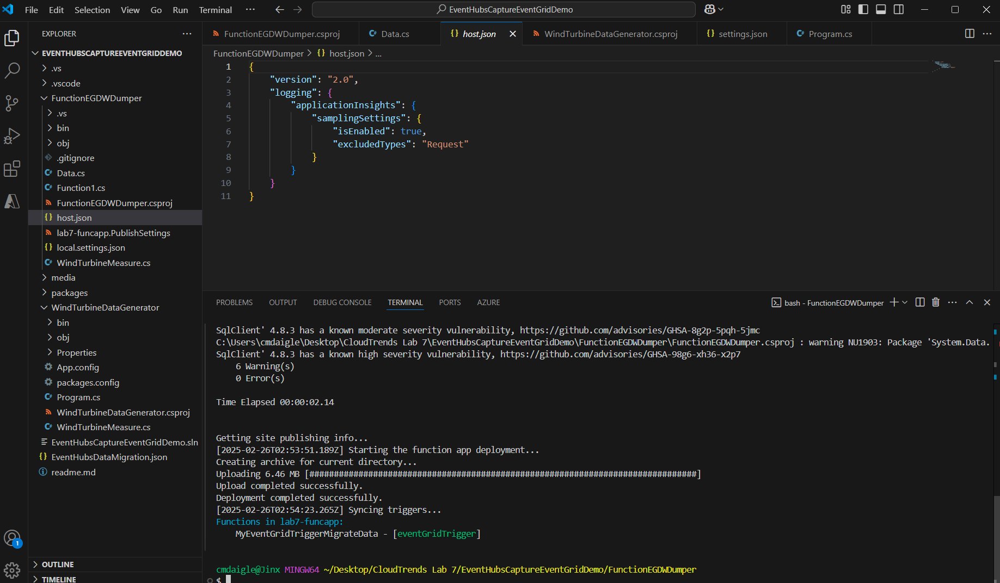 File Edit Selection View Go Run Terminal ···
EventHubsCaptureEventGridDemo
EXPLORER
EVENTHUBSCAPTUREEVENTGRIDDEMO
.vs
.vscode
FunctionEGDWDumper
.vs
bin
obj
.gitignore
Data.cs
Function1.cs
FunctionEGDWDumper.csproj
host.json
lab7-funcapp.PublishSettings
local.settings.json
WindTurbineMeasure.cs
media
packages
WindTurbineDataGenerator
bin
obj
Properties
App.config
packages.config
Program.cs
WindTurbineDataGenerator.csproj
WindTurbineMeasure.cs
EventHubsCaptureEventGridDemo.sln
EventHubsDataMigration.json
readme.md
OUTLINE
TIMELINE
1
FunctionEGDWDumper.csproj Data.cs host.json WindTurbineDataGenerator.csproj settings.json Program.cs
FunctionEGDWDumper > {} host.json > ...
1 {
2 "version": "2.0",
3 "logging": {
4 "applicationInsights": {
5 "samplingSettings": {
6 "isEnabled": true,
7 "excludedTypes": "Request"
8 }
9 }
10 }
11 }
PROBLEMS OUTPUT DEBUG CONSOLE TERMINAL PORTS AZURE
bash - FunctionEGDWDumper
SqlClient' 4.8.3 has a known moderate severity vulnerability, https://github.com/advisories/GHSA-8g2p-5pqh-5jmc
C:\Users\cmdaigle\Desktop\CloudTrends Lab 7\EventHubsCaptureEventGridDemo\FunctionEGDWDumper\FunctionEGDWDumper.csproj : warning NU1903: Package 'System.Data.
SqlClient' 4.8.3 has a known high severity vulnerability, https://github.com/advisories/GHSA-98g6-xh36-x2p7
6 Warning(s)
0 Error(s)
Time Elapsed 00:00:02.14
Getting site publishing info...
[2025-02-26T02:53:51.189Z] Starting the function app deployment...
Creating archive for current directory...
Uploading 6.46 MB [###############################################################################]
Upload completed successfully.
Deployment completed successfully.
[2025-02-26T02:54:23.265Z] Syncing triggers...
Functions in lab7-funcapp:
MyEventGridTriggerMigrateData - [eventGridTrigger]
cmdaigle@Jinx MINGW64 ~/Desktop/CloudTrends Lab 7/EventHubsCaptureEventGridDemo/FunctionEGDWDumper
$